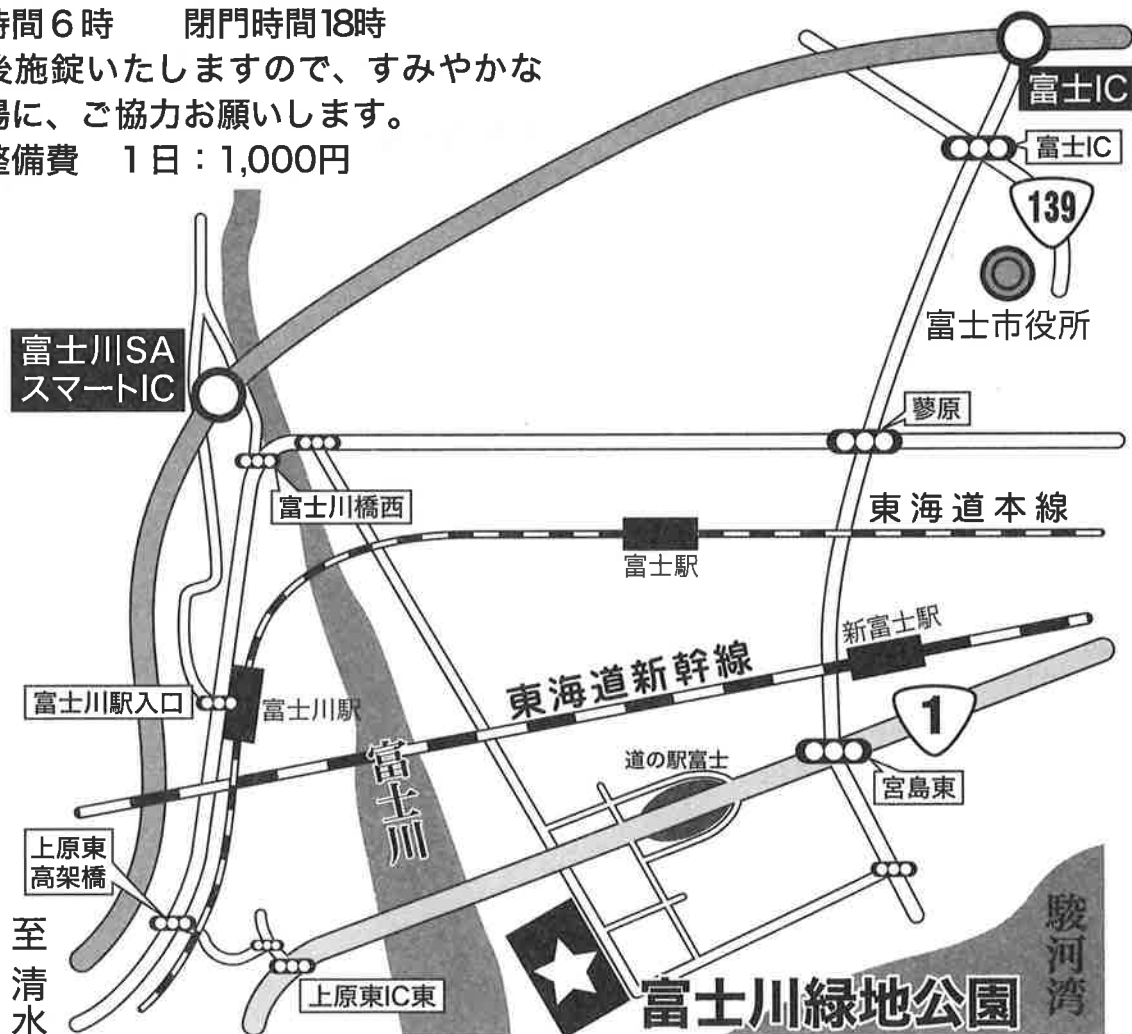 時間6時　　閉門時間18時
後施錠いたしますので、すみやかな
場に、ご協力お願いします。
整備費　1日：1,000円
富士IC
富士IC
139
富士市役所
富士川SA
スマートIC
蓼原
富士川橋西
東海道本線
富士駅
新富士駅
東海道新幹線
富士川駅入口
富士川駅
1
富士川
道の駅富士
宮島東
上原東
高架橋
至清水
上原東IC東
富士川緑地公園
駿河湾